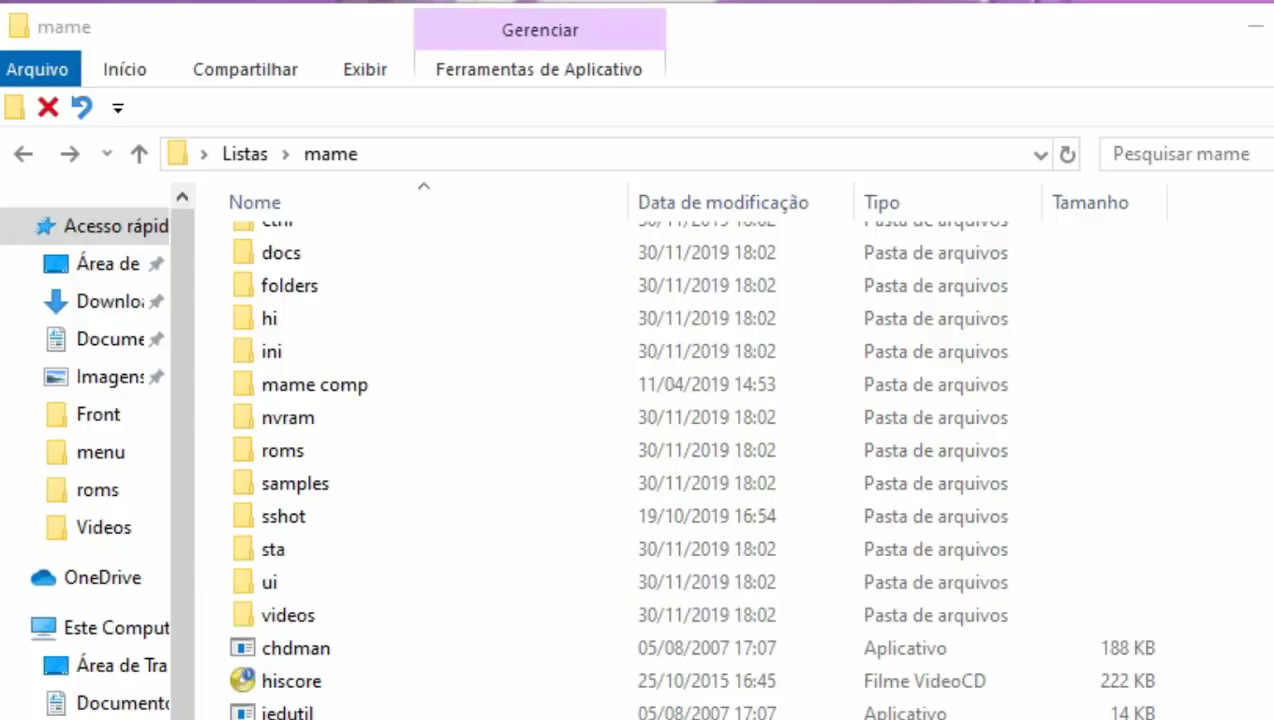 mame
Gerenciar
Arquivo Início Compartilhar Exibir Ferramentas de Aplicativo
Listas mame Pesquisar mame
Nome Data de modificação Tipo Tamanho
Acesso rápid
Área de
Downloa
Docume
Imagens
Front
menu
roms
Videos
OneDrive
Este Comput
Área de Tra
Documento
docs 30/11/2019 18:02 Pasta de arquivos
folders 30/11/2019 18:02 Pasta de arquivos
hi 30/11/2019 18:02 Pasta de arquivos
ini 30/11/2019 18:02 Pasta de arquivos
mame comp 11/04/2019 14:53 Pasta de arquivos
nvram 30/11/2019 18:02 Pasta de arquivos
roms 30/11/2019 18:02 Pasta de arquivos
samples 30/11/2019 18:02 Pasta de arquivos
sshot 19/10/2019 16:54 Pasta de arquivos
sta 30/11/2019 18:02 Pasta de arquivos
ui 30/11/2019 18:02 Pasta de arquivos
videos 30/11/2019 18:02 Pasta de arquivos
chdman 05/08/2007 17:07 Aplicativo 188 KB
hiscore 25/10/2015 16:45 Filme VideoCD 222 KB
jedutil 05/08/2007 17:07 Aplicativo 14 KB